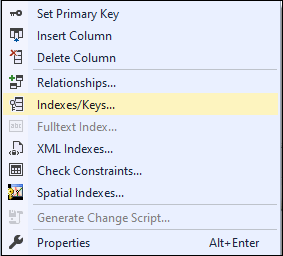 Set Primary Key
Insert Column
Delete Column
Relationships...
Indexes/Keys...
abc
Fulltext Index...
XML Indexes...
Check Constraints...
Spatial Indexes...
Generate Change Script...
Properties Alt+Enter